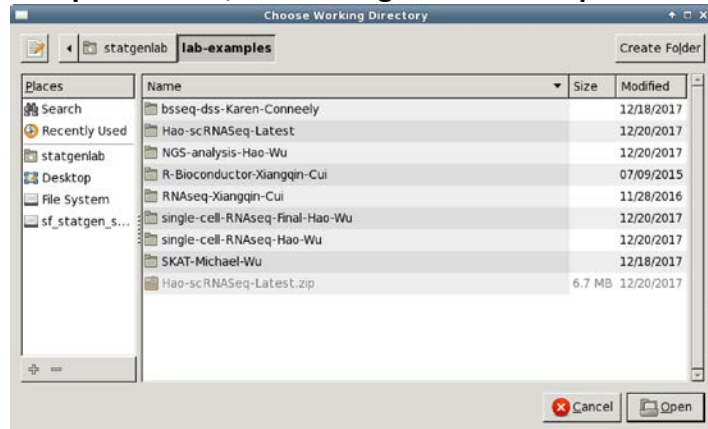 Choose Working Directory
statgenlab lab-examples Create Folder
Places Name Size Modified
Search bsseq-dss-Karen-Conneely 12/18/2017
Recently Used Hao-scRNASeq-Latest 12/20/2017
statgenlab NGS-analysis-Hao-Wu 12/20/2017
Desktop R-Bioconductor-Xiangqin-Cui 07/09/2015
File System RNAseq-Xiangqin-Cui 11/28/2016
sf_statgen_s... single-cell-RNAseq-Final-Hao-Wu 12/20/2017
single-cell-RNAseq-Hao-Wu 12/20/2017
SKAT-Michael-Wu 12/18/2017
Hao-scRNASeq-Latest.zip 6.7 MB 12/20/2017
Cancel Open